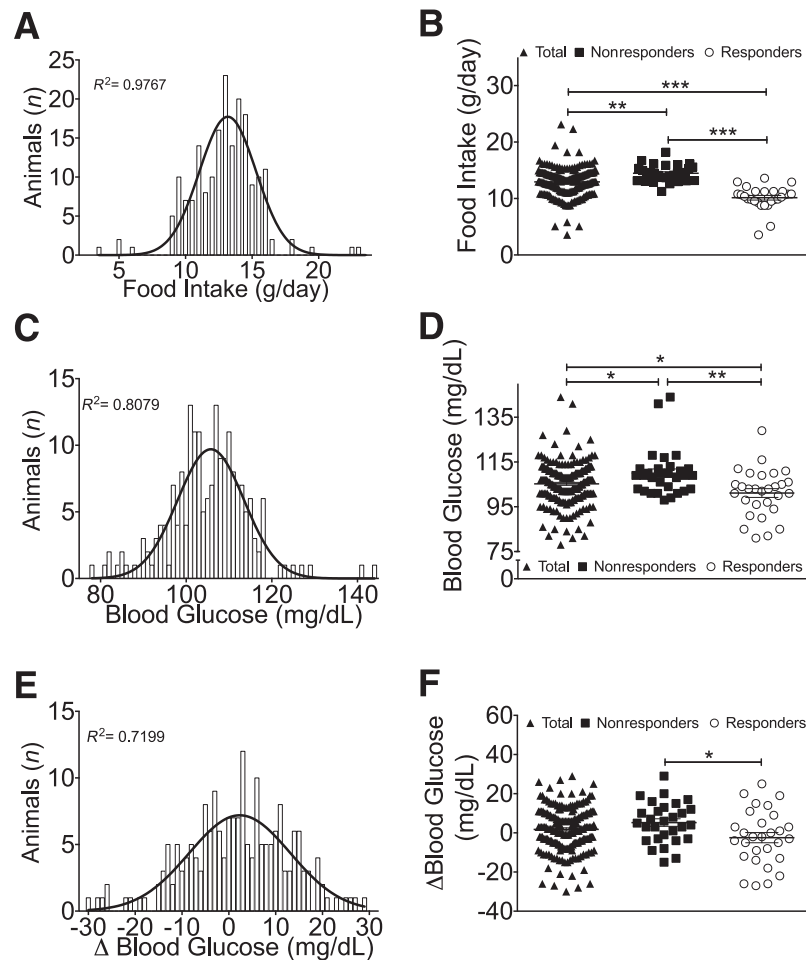 A
R²= 0.9767
Animals (n)
25
20
15
10
5
0
5
10
15
20
Food Intake (g/day)
B
▲ Total ■ Nonresponders ○ Responders
Food Intake (g/day)
30
20
10
0
***
**
***
C
R²= 0.8079
Animals (n)
15
10
5
0
80
100
120
140
Blood Glucose (mg/dL)
D
Blood Glucose (mg/dL)
135
115
95
75
0
*
*
**
▲ Total ■ Nonresponders ○ Responders
E
R²= 0.7199
Animals (n)
15
10
5
0
-30
-20
-10
0
10
20
30
Δ Blood Glucose (mg/dL)
F
▲ Total ■ Nonresponders ○ Responders
ΔBlood Glucose
(mg/dL)
60
40
20
0
-20
-40
*